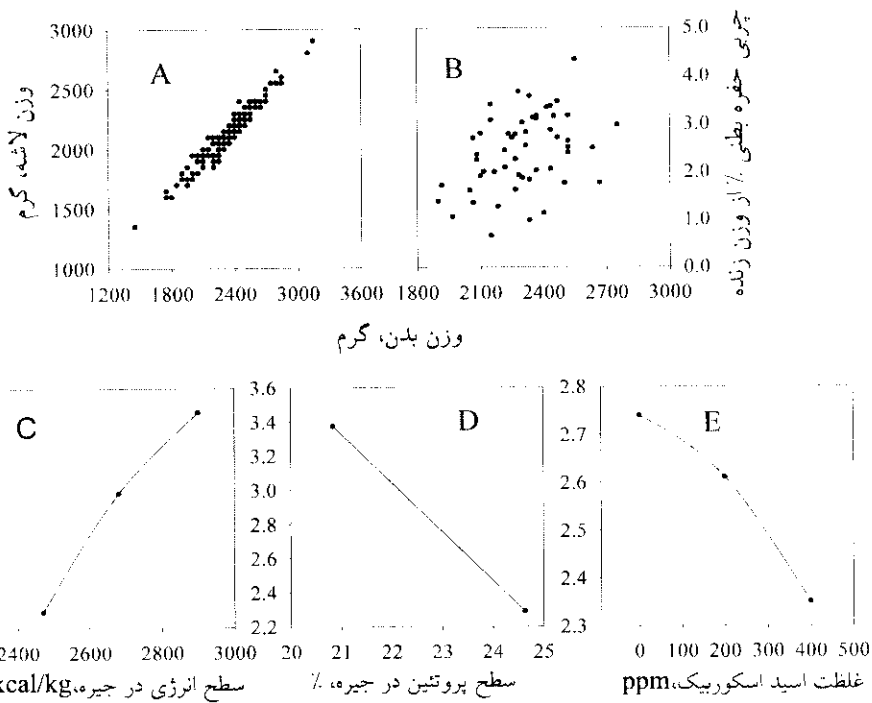 3000
2500
2000
1500
1000
1200 1800 2400 3000 3600
A
وزن لاشه، گرم
B
5.0
4.0
3.0
2.0
1.0
0.0
1800 2100 2400 2700 3000
چربی حفره بطنی ٪ از وزن زنده
وزن بدن، گرم
C
2400 2600 2800 3000
سطح انرژی در جیره، kcal/kg
3.6
3.4
3.2
3.0
2.8
2.6
2.4
2.2
D
20 21 22 23 24 25
سطح پروتئین در جیره، ٪
2.8
2.7
2.6
2.5
2.4
2.3
E
0 100 200 300 400 500
غلظت اسید اسکوربیک، ppm